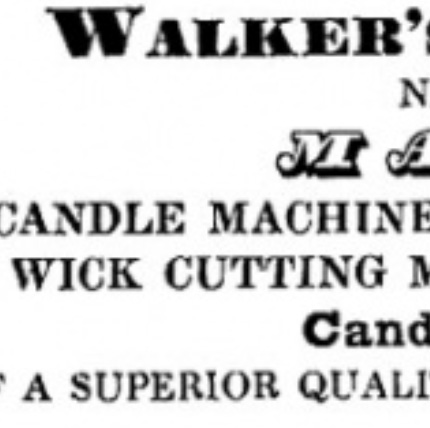 WALKER'S
N
M A
CANDLE MACHINE
WICK CUTTING M
Cand
F A SUPERIOR QUALI